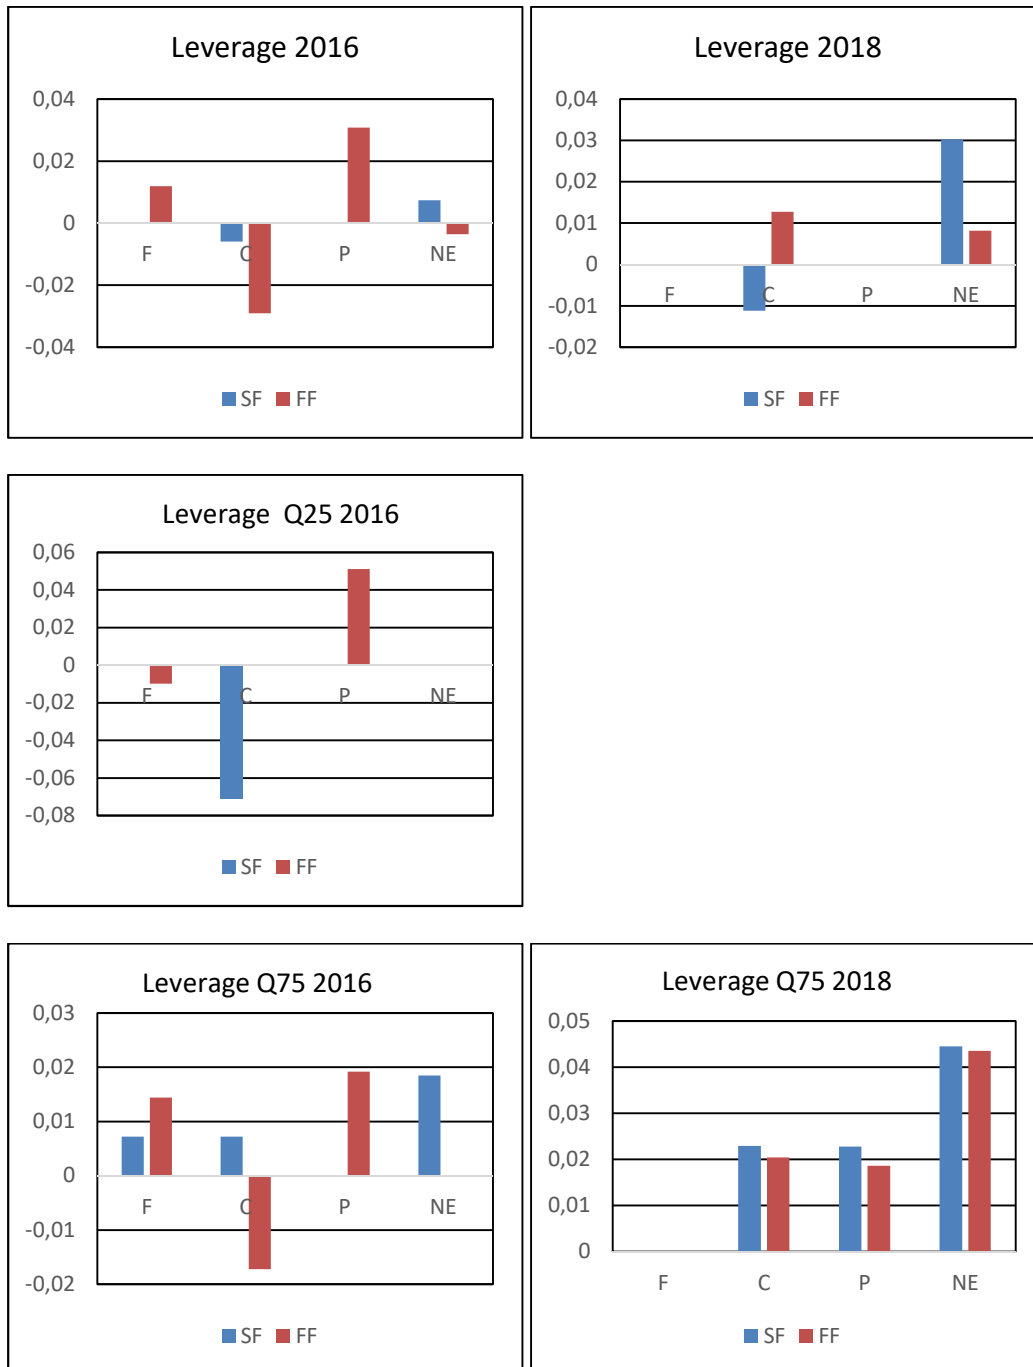 Leverage 2016
0,04
0,02
0
-0,02
-0,04
F C P NE
SF FF
Leverage 2018
0,04
0,03
0,02
0,01
0
-0,01
-0,02
F C P NE
SF FF
Leverage Q25 2016
0,06
0,04
0,02
0
-0,02
-0,04
-0,06
-0,08
F C P NE
SF FF
Leverage Q75 2016
0,03
0,02
0,01
0
-0,01
-0,02
F C P NE
SF FF
Leverage Q75 2018
0,05
0,04
0,03
0,02
0,01
0
F C P NE
SF FF